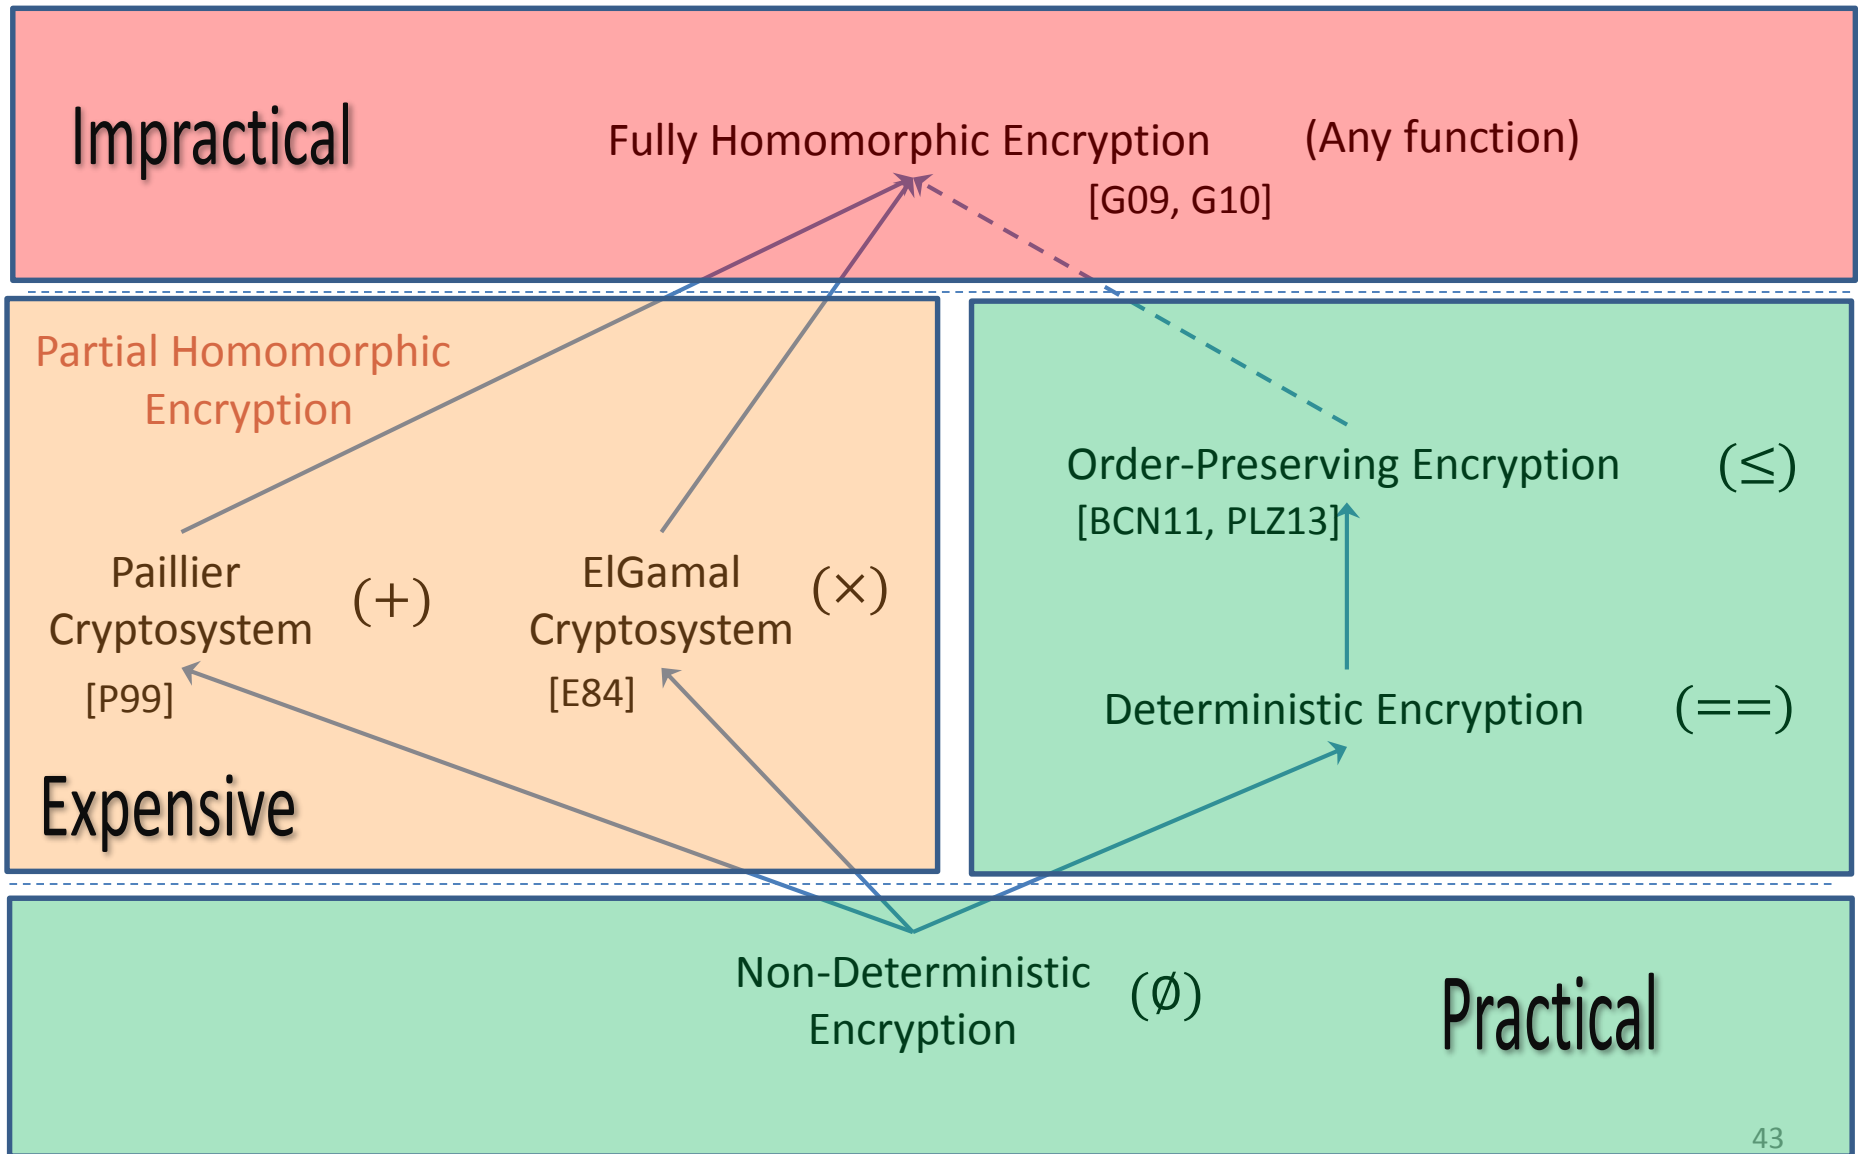 Impractical
Fully Homomorphic Encryption (Any function)
[G09, G10]
Partial Homomorphic
Encryption
Paillier
Cryptosystem (+)
[P99]
ElGamal
Cryptosystem (×)
[E84]
Expensive
Order-Preserving Encryption (≤)
[BCN11, PLZ13]
Deterministic Encryption (==)
Non-Deterministic
Encryption (∅)
Practical
43